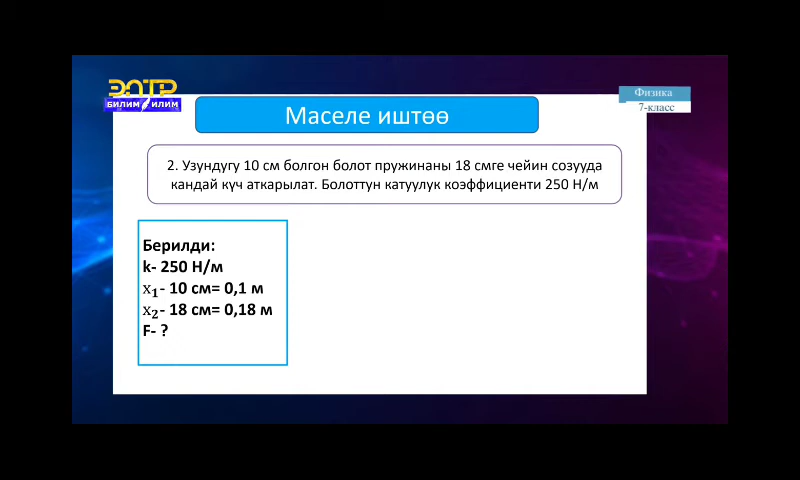 ЭЛТР
БИЛИМ ИЛИМ
Физика
7-класс
Маселе иштөө
2. Узундугу 10 см болгон болот пружинаны 18 смге чейин созууда
кандай күч аткарылат. Болоттун катуулук коэффициенти 250 Н/м
Берилди:
k- 250 Н/м
x₁- 10 см= 0,1 м
x₂- 18 см= 0,18 м
F- ?